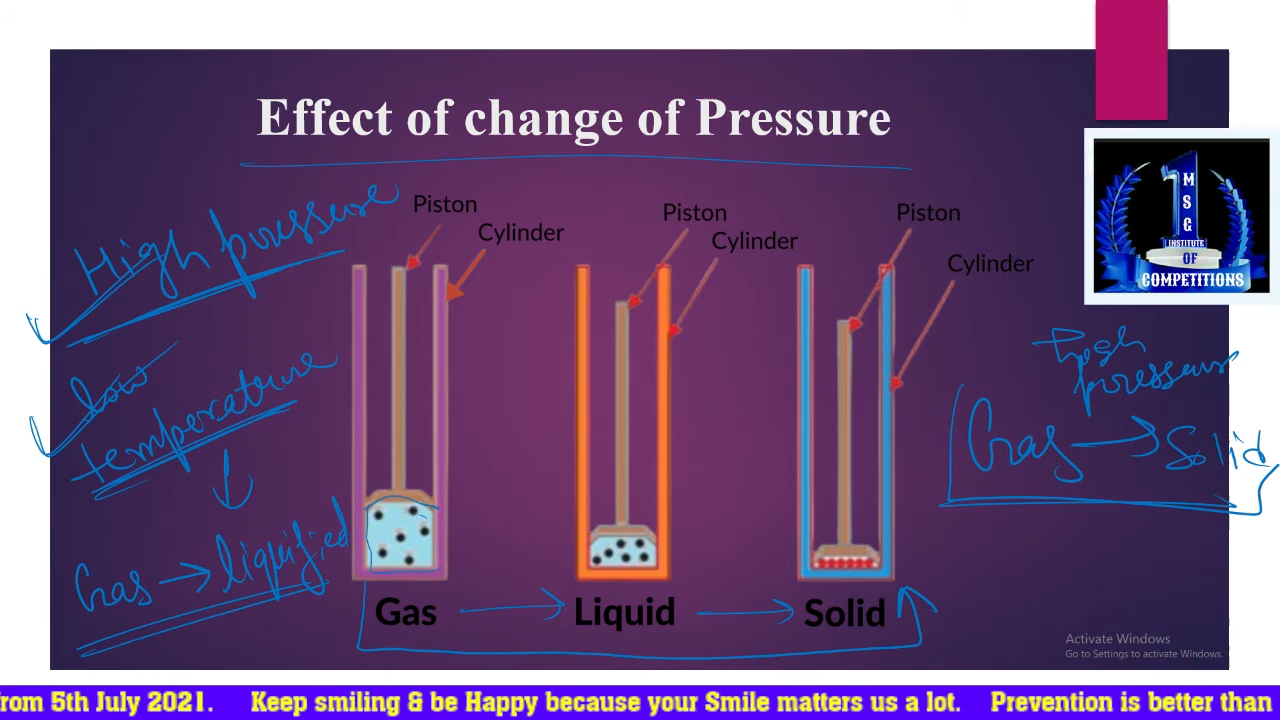 Effect of change of Pressure
High pressure
low
temperature
Gas → liquified
Piston
Cylinder
Piston
Cylinder
Piston
Cylinder
Gas → Liquid → Solid
High
pressure
Gas → Solid
1
M
S
G
INSTITUTE
OF
COMPETITIONS
Activate Windows
Go to Settings to activate Windows.
from 5th July 2021. Keep smiling & be Happy because your Smile matters us a lot. Prevention is better than